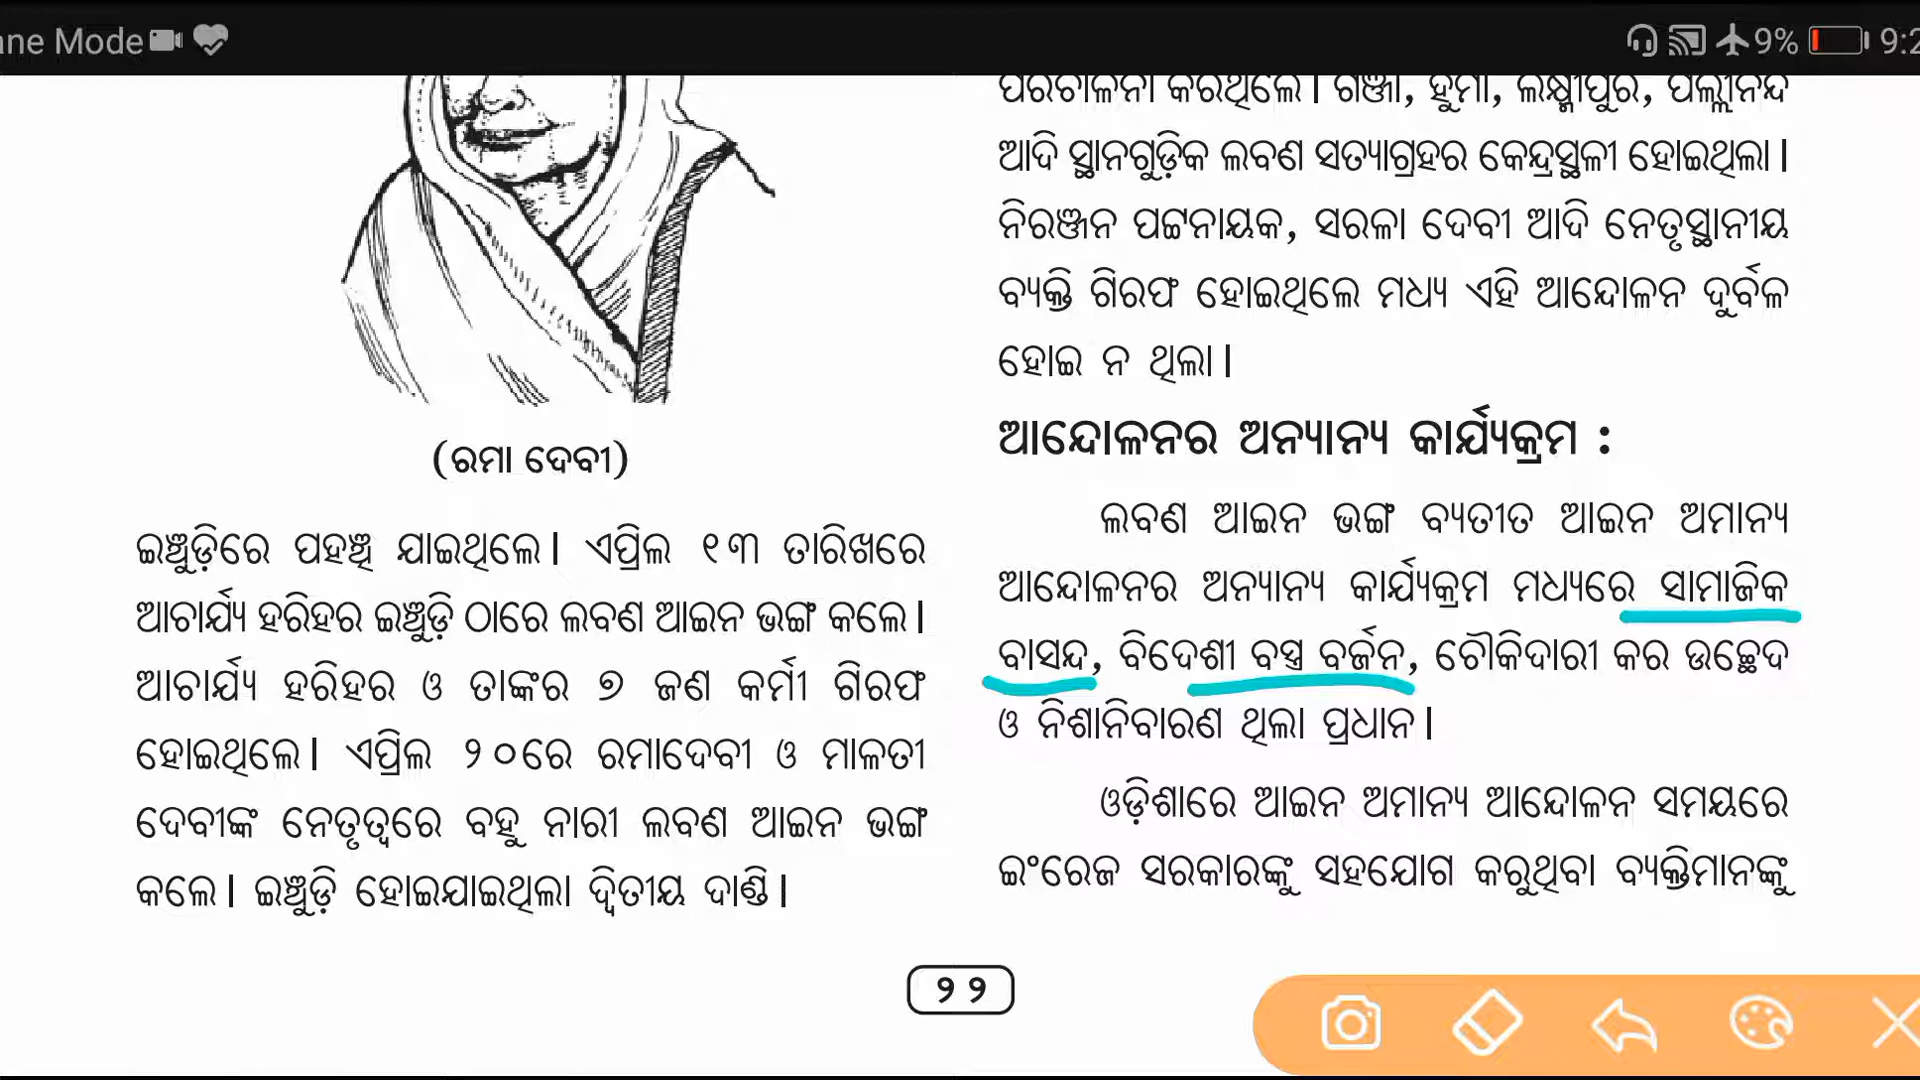 ne Mode
9%
9:2
(ରମା ଦେବୀ)
ଇଞ୍ଚୁଡ଼ିରେ ପହଞ୍ଚି ଯାଇଥିଲେ। ଏପ୍ରିଲ ୧୩ ତାରିଖରେ
ଆଚାର୍ଯ୍ୟ ହରିହର ଇଞ୍ଚୁଡ଼ି ଠାରେ ଲବଣ ଆଇନ ଭଙ୍ଗ କଲେ।
ଆଚାର୍ଯ୍ୟ ହରିହର ଓ ତାଙ୍କର ୭ ଜଣ କର୍ମୀ ଗିରଫ
ହୋଇଥିଲେ। ଏପ୍ରିଲ ୨୦ରେ ରମାଦେବୀ ଓ ମାଳତୀ
ଦେବୀଙ୍କ ନେତୃତ୍ୱରେ ବହୁ ନାରୀ ଲବଣ ଆଇନ ଭଙ୍ଗ
କଲେ। ଇଞ୍ଚୁଡ଼ି ହୋଇଯାଇଥିଲା ଦ୍ୱିତୀୟ ଦାଣ୍ଡି।
ପରିଚାଳନା କରିଥିଲେ। ଗଞ୍ଜା, ହୁମା, ଲକ୍ଷ୍ମୀପୁର, ପଲ୍ଲୀନନ୍ଦ
ଆଦି ସ୍ଥାନଗୁଡ଼ିକ ଲବଣ ସତ୍ୟାଗ୍ରହର କେନ୍ଦ୍ରସ୍ଥଳୀ ହୋଇଥିଲା।
ନିରଞ୍ଜନ ପଟ୍ଟନାୟକ, ସରଳା ଦେବୀ ଆଦି ନେତୃସ୍ଥାନୀୟ
ବ୍ୟକ୍ତି ଗିରଫ ହୋଇଥିଲେ ମଧ୍ୟ ଏହି ଆନ୍ଦୋଳନ ଦୁର୍ବଳ
ହୋଇ ନ ଥିଲା।
ଆନ୍ଦୋଳନର ଅନ୍ୟାନ୍ୟ କାର୍ଯ୍ୟକ୍ରମ :
ଲବଣ ଆଇନ ଭଙ୍ଗ ବ୍ୟତୀତ ଆଇନ ଅମାନ୍ୟ
ଆନ୍ଦୋଳନର ଅନ୍ୟାନ୍ୟ କାର୍ଯ୍ୟକ୍ରମ ମଧ୍ୟରେ ସାମାଜିକ
ବାସନ୍ଦ, ବିଦେଶୀ ବସ୍ତ୍ର ବର୍ଜନ, ଚୌକିଦାରୀ କର ଉଚ୍ଛେଦ
ଓ ନିଶାନିବାରଣ ଥିଲା ପ୍ରଧାନ।
ଓଡ଼ିଶାରେ ଆଇନ ଅମାନ୍ୟ ଆନ୍ଦୋଳନ ସମୟରେ
ଇଂରେଜ ସରକାରଙ୍କୁ ସହଯୋଗ କରୁଥିବା ବ୍ୟକ୍ତିମାନଙ୍କୁ
୨୨